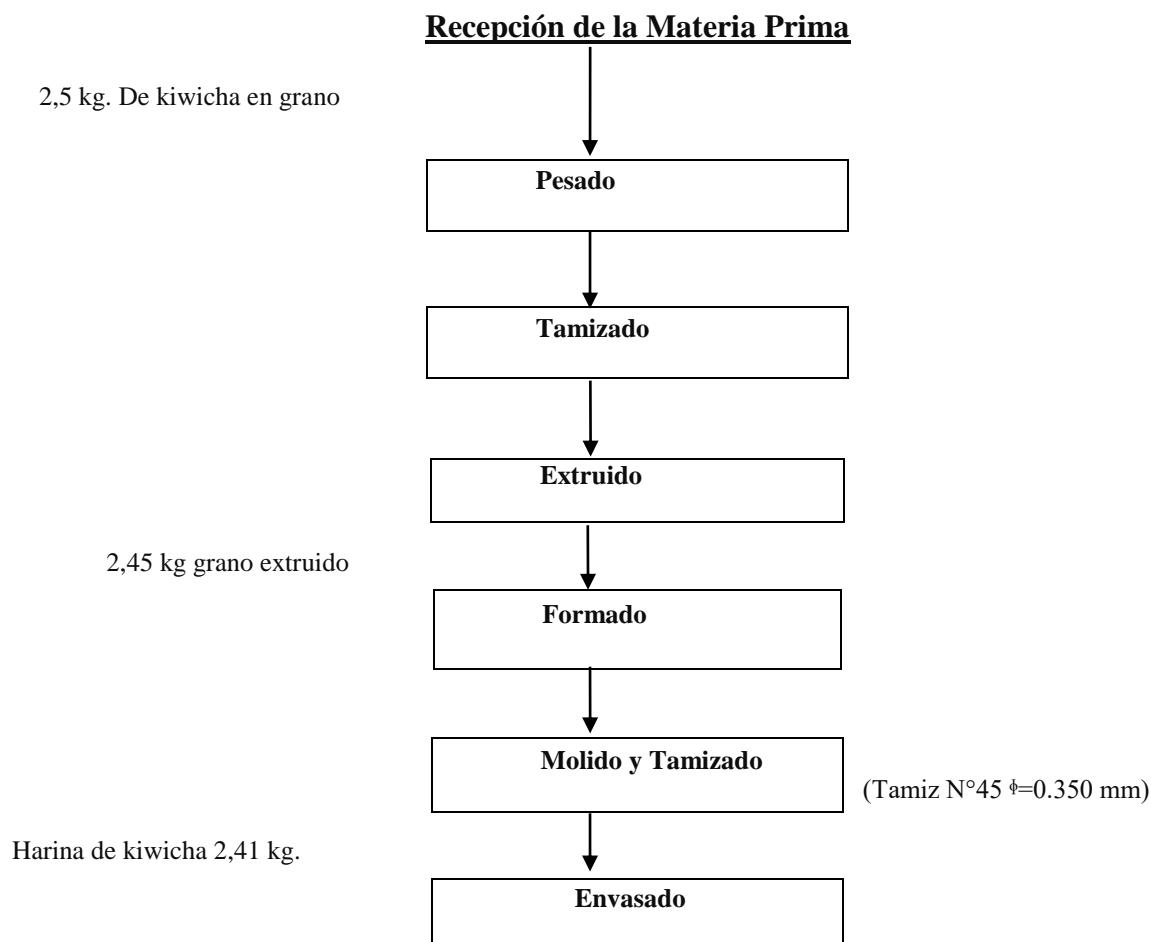 Recepción de la Materia Prima
2,5 kg. De kiwicha en grano
Pesado
Tamizado
Extruido
2,45 kg grano extruido
Formado
Molido y Tamizado
(Tamiz N°45 ϕ=0.350 mm)
Harina de kiwicha 2,41 kg.
Envasado